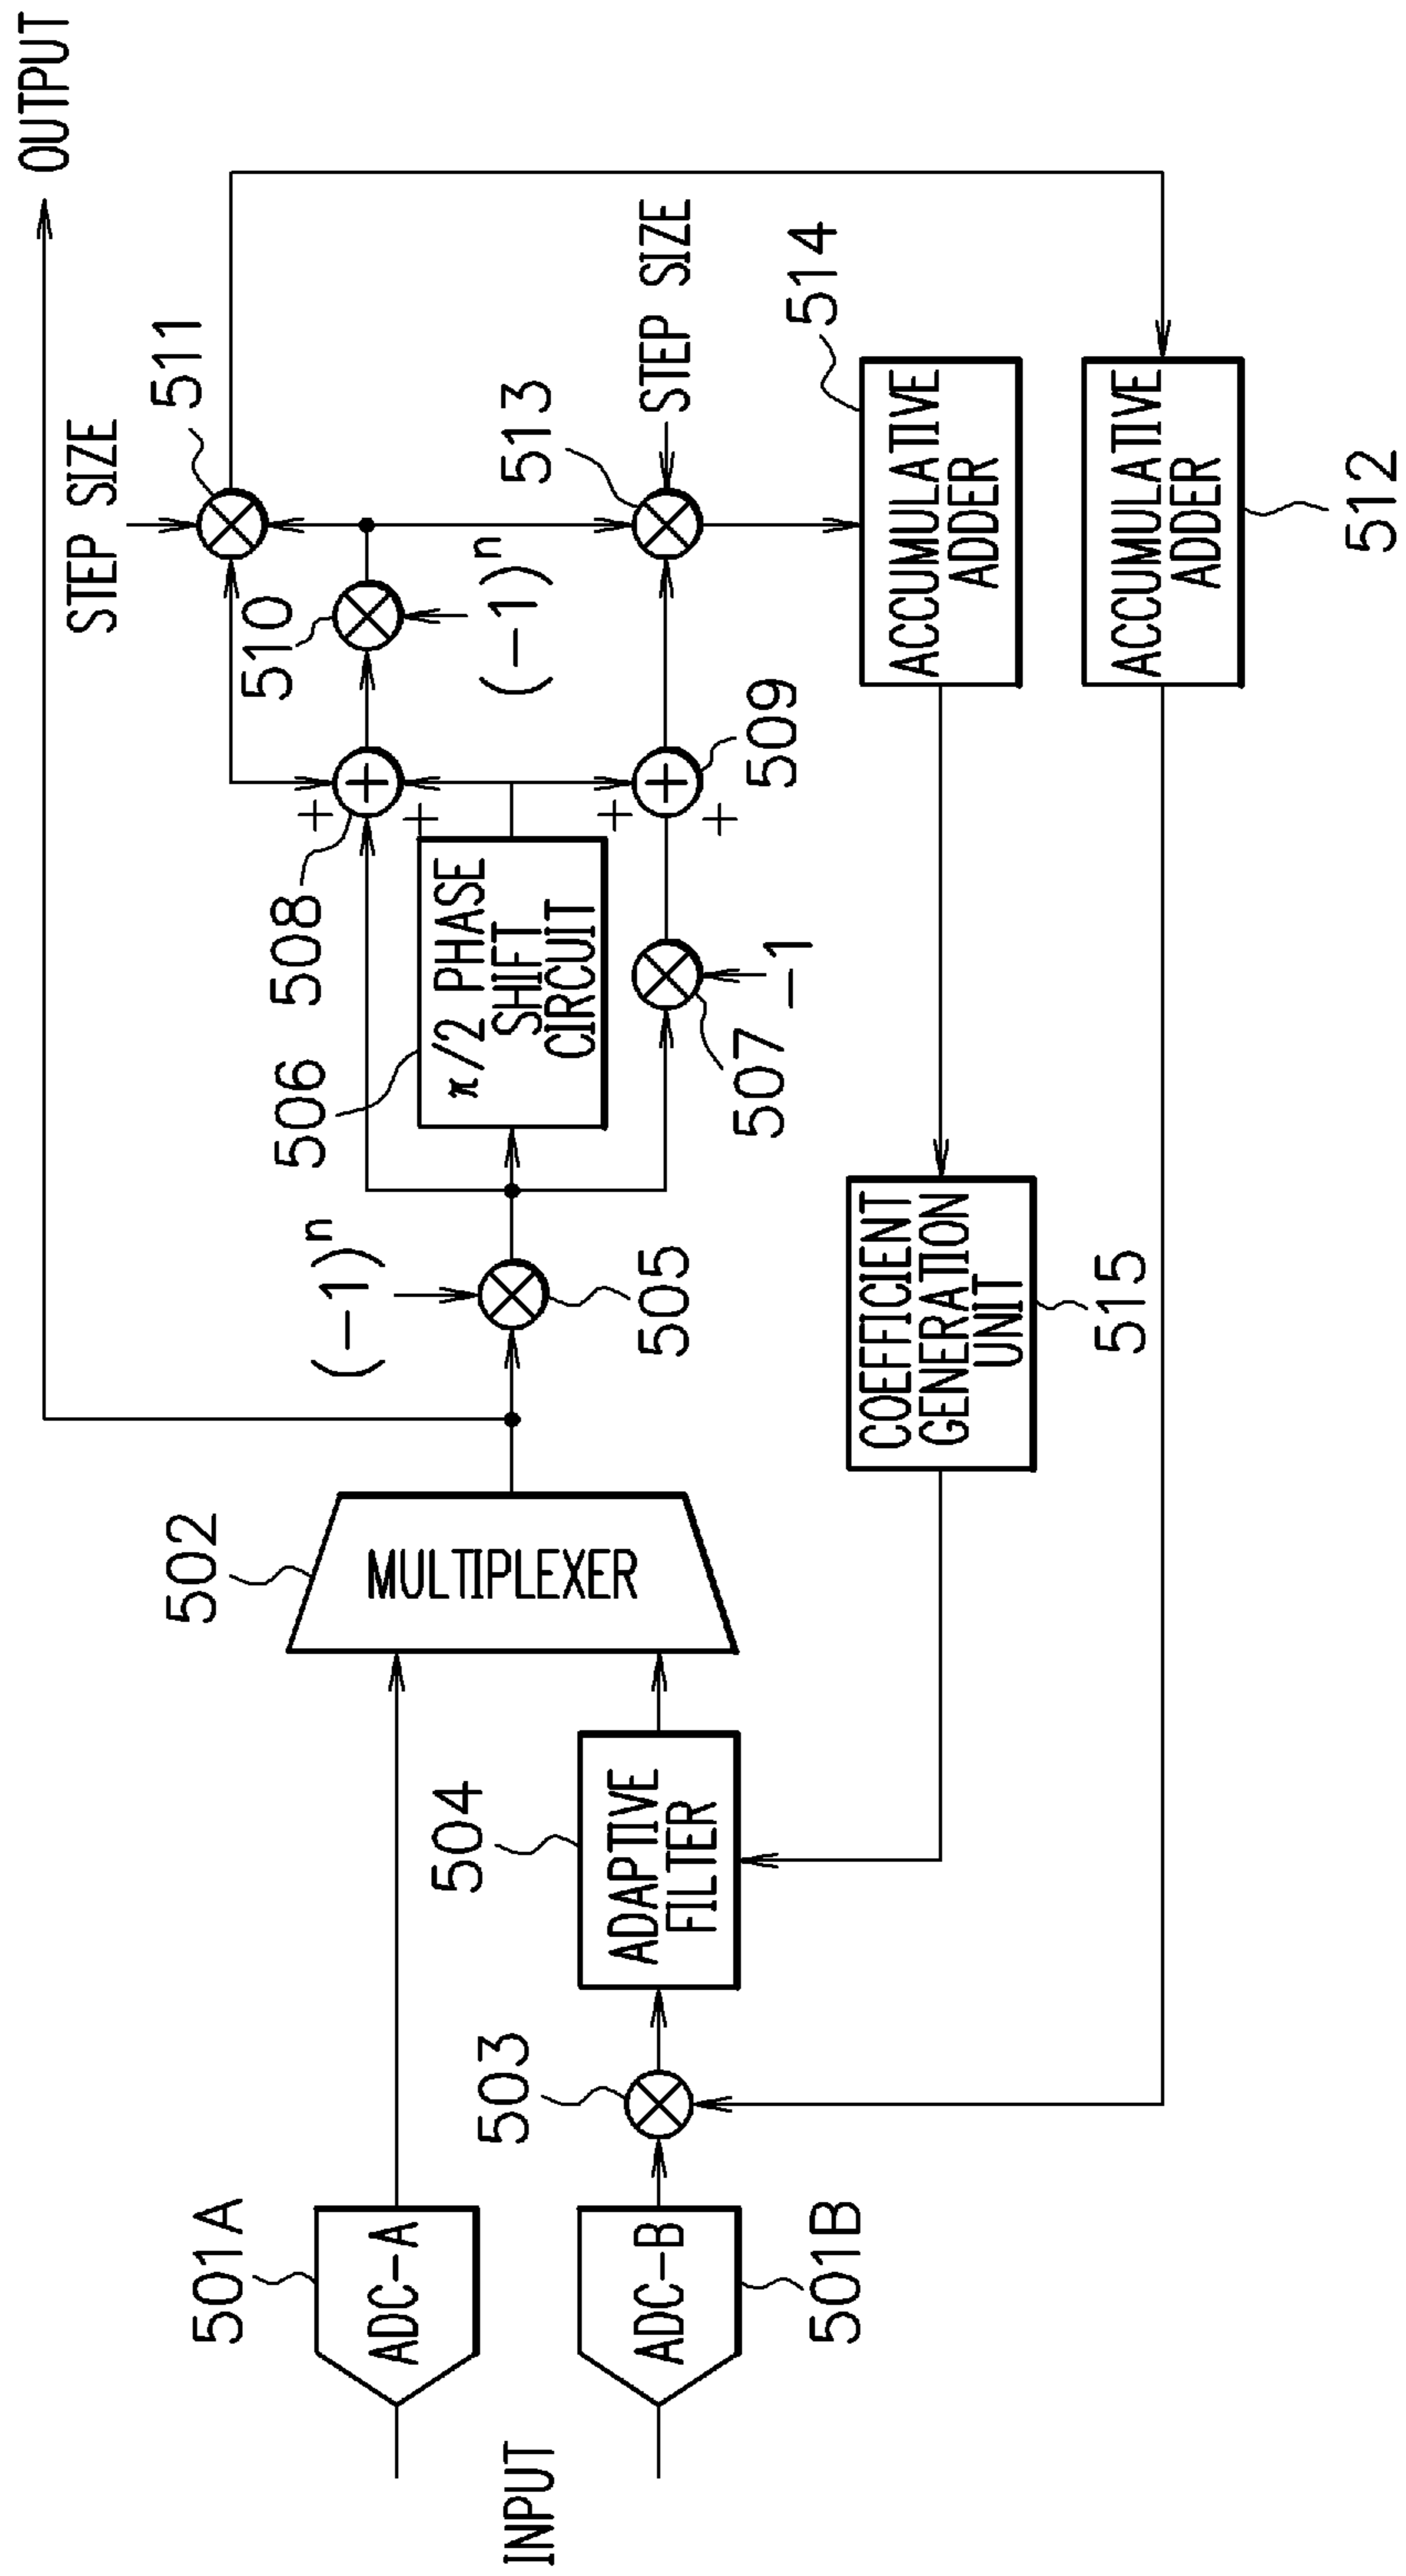 INPUT
501A
ADC-A
501B
ADC-B
503
504
ADAPTIVE
FILTER
502
MULTIPLEXER
(-1)ⁿ
505
506
π/2 PHASE
SHIFT
CIRCUIT
507
-1
508
+
+
+
+
509
510
(-1)ⁿ
STEP SIZE
511
513
STEP SIZE
OUTPUT
514
ACCUMULATIVE
ADDER
ACCUMULATIVE
ADDER
512
COEFFICIENT
GENERATION
UNIT
515